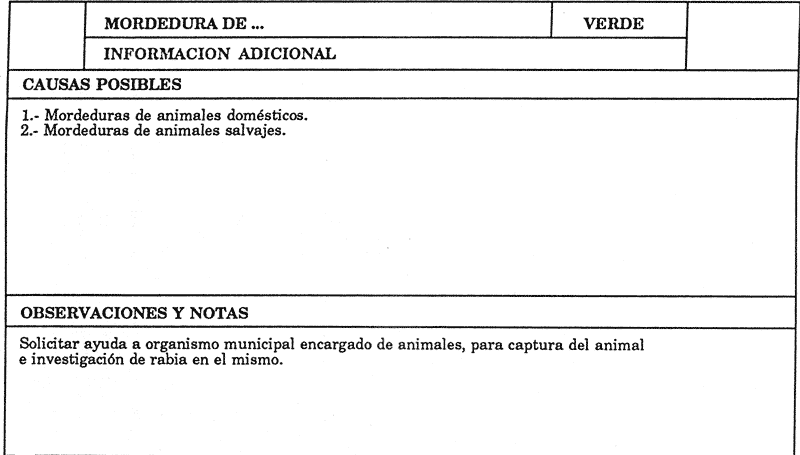 MORDEDURA DE ... VERDE
INFORMACION ADICIONAL
CAUSAS POSIBLES
1.- Mordeduras de animales domésticos.
2.- Mordeduras de animales salvajes.
OBSERVACIONES Y NOTAS
Solicitar ayuda a organismo municipal encargado de animales, para captura del animal
e investigación de rabia en el mismo.